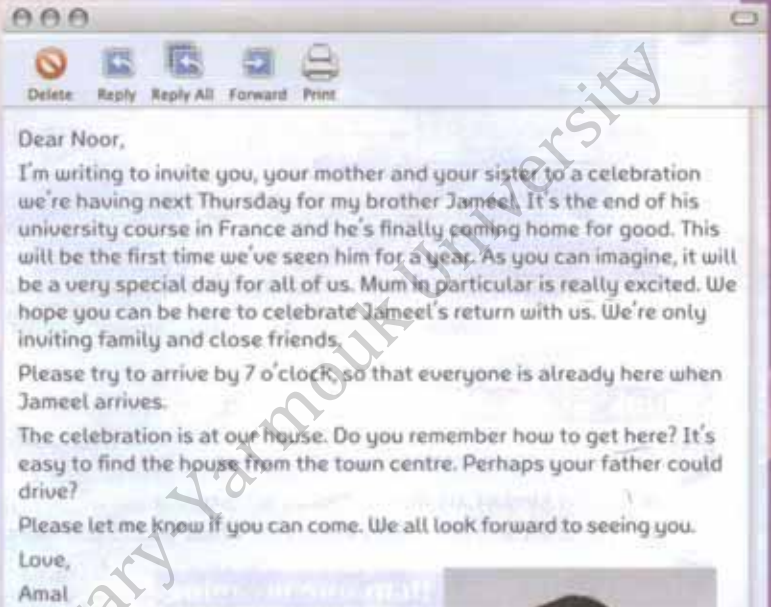 Delete Reply Reply All Forward Print
Dear Noor,
I'm writing to invite you, your mother and your sister to a celebration
we're having next Thursday for my brother Jameel. It's the end of his
university course in France and he's finally coming home for good. This
will be the first time we've seen him for a year. As you can imagine, it will
be a very special day for all of us. Mum in particular is really excited. We
hope you can be here to celebrate Jameel's return with us. We're only
inviting family and close friends.
Please try to arrive by 7 o'clock, so that everyone is already here when
Jameel arrives.
The celebration is at our house. Do you remember how to get here? It's
easy to find the house from the town centre. Perhaps your father could
drive?
Please let me know if you can come. We all look forward to seeing you.
Love,
Amal
Yarmouk University